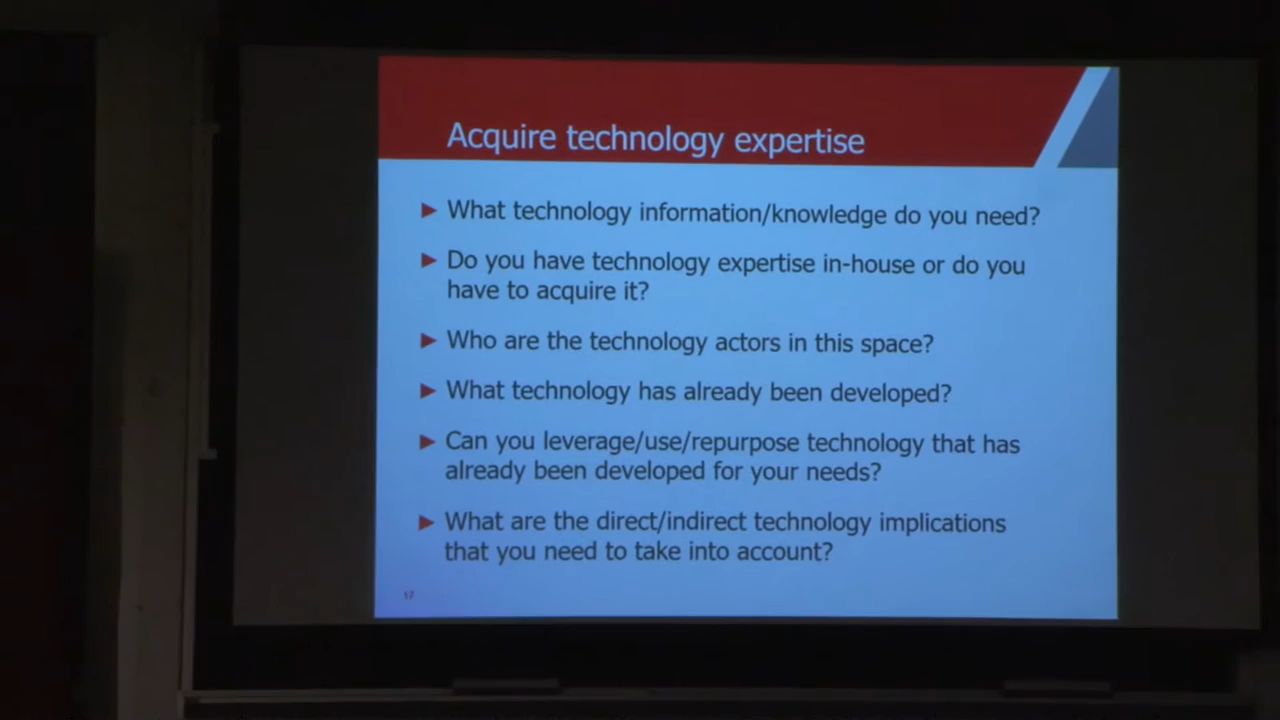 Acquire technology expertise
What technology information/knowledge do you need?
Do you have technology expertise in-house or do you
have to acquire it?
Who are the technology actors in this space?
What technology has already been developed?
Can you leverage/use/repurpose technology that has
already been developed for your needs?
What are the direct/indirect technology implications
that you need to take into account?
17